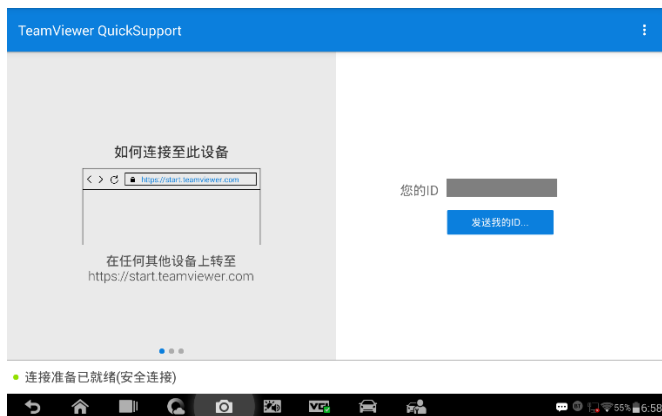 TeamViewer QuickSupport
如何连接至此设备
https://start.teamviewer.com
在任何其他设备上转至
https://start.teamviewer.com
您的ID
发送我的ID...
连接准备已就绪(安全连接)
VCI
55% 6:58